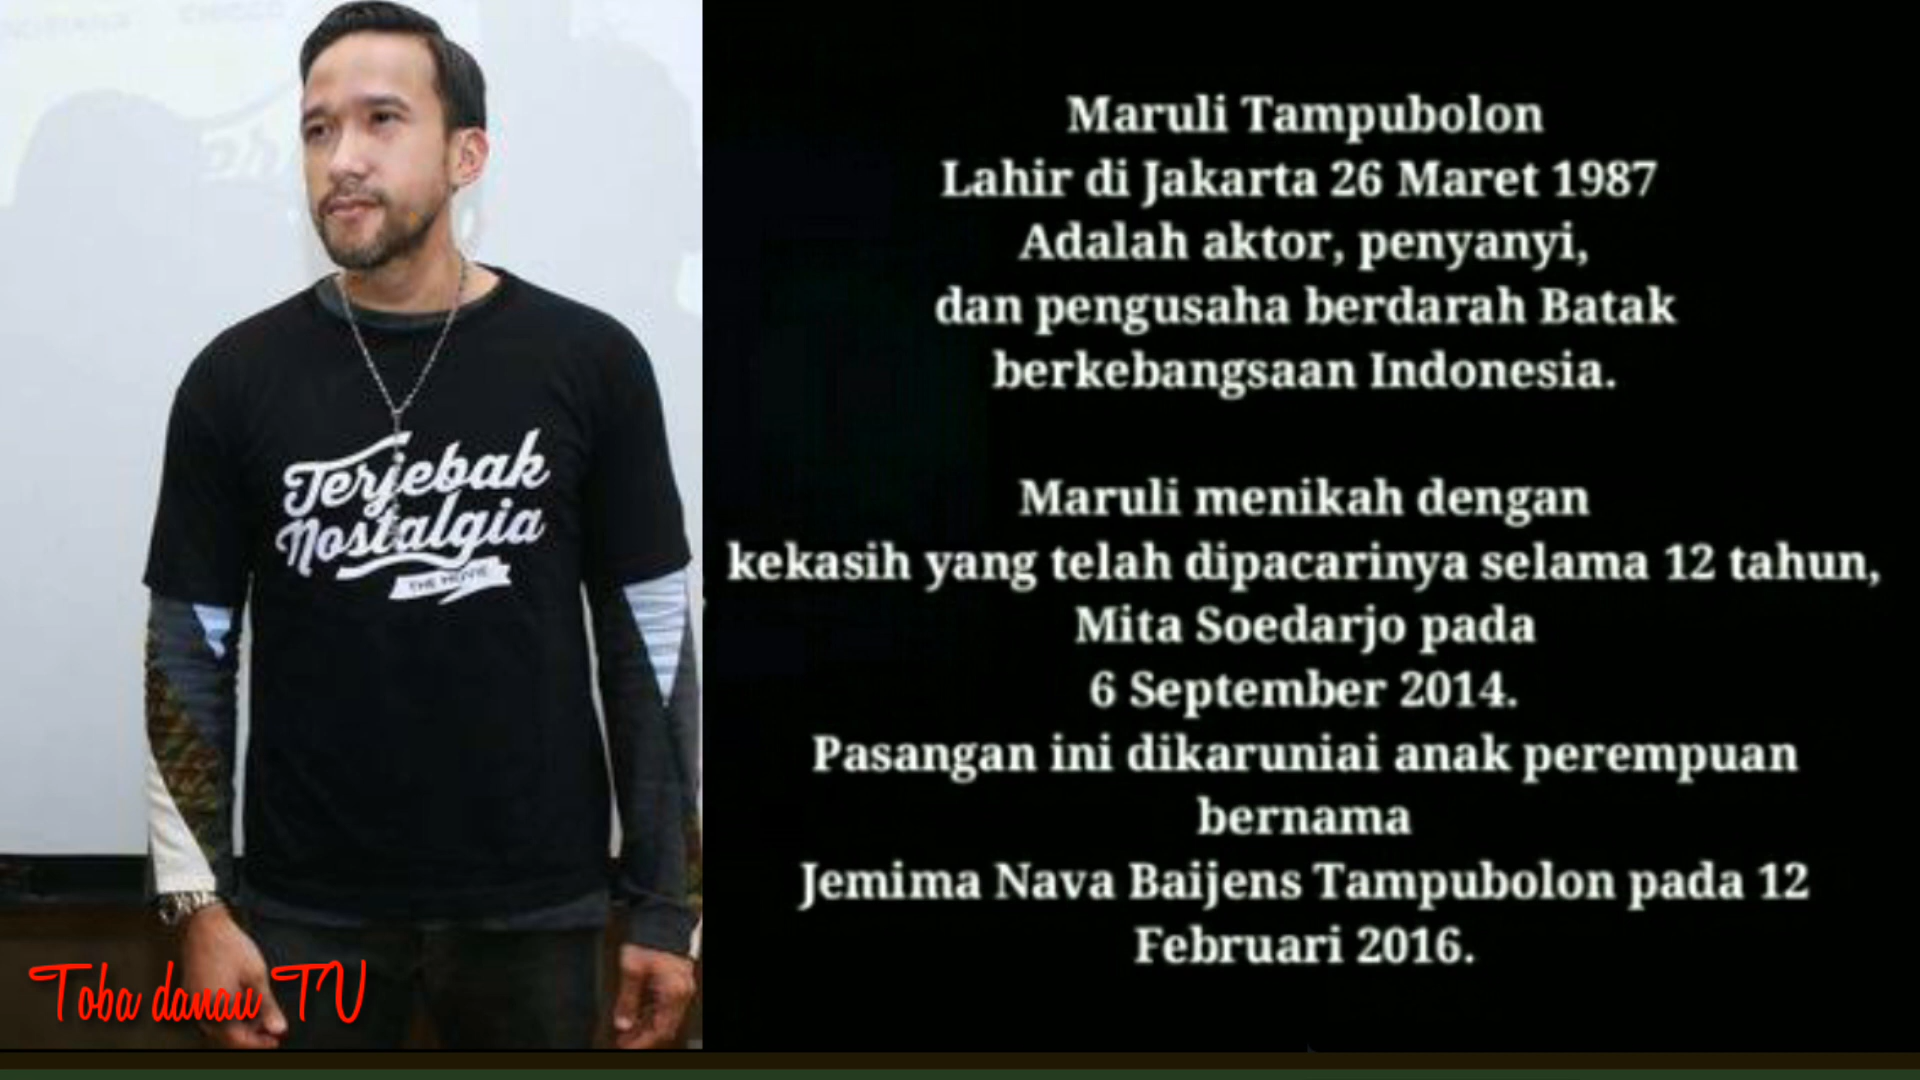 Terjebak
Nostalgia
THE MOVIE
Toba danau TV
Maruli Tampubolon
Lahir di Jakarta 26 Maret 1987
Adalah aktor, penyanyi,
dan pengusaha berdarah Batak
berkebangsaan Indonesia.
Maruli menikah dengan
kekasih yang telah dipacarinya selama 12 tahun,
Mita Soedarjo pada
6 September 2014.
Pasangan ini dikaruniai anak perempuan
bernama
Jemima Nava Baijens Tampubolon pada 12
Februari 2016.